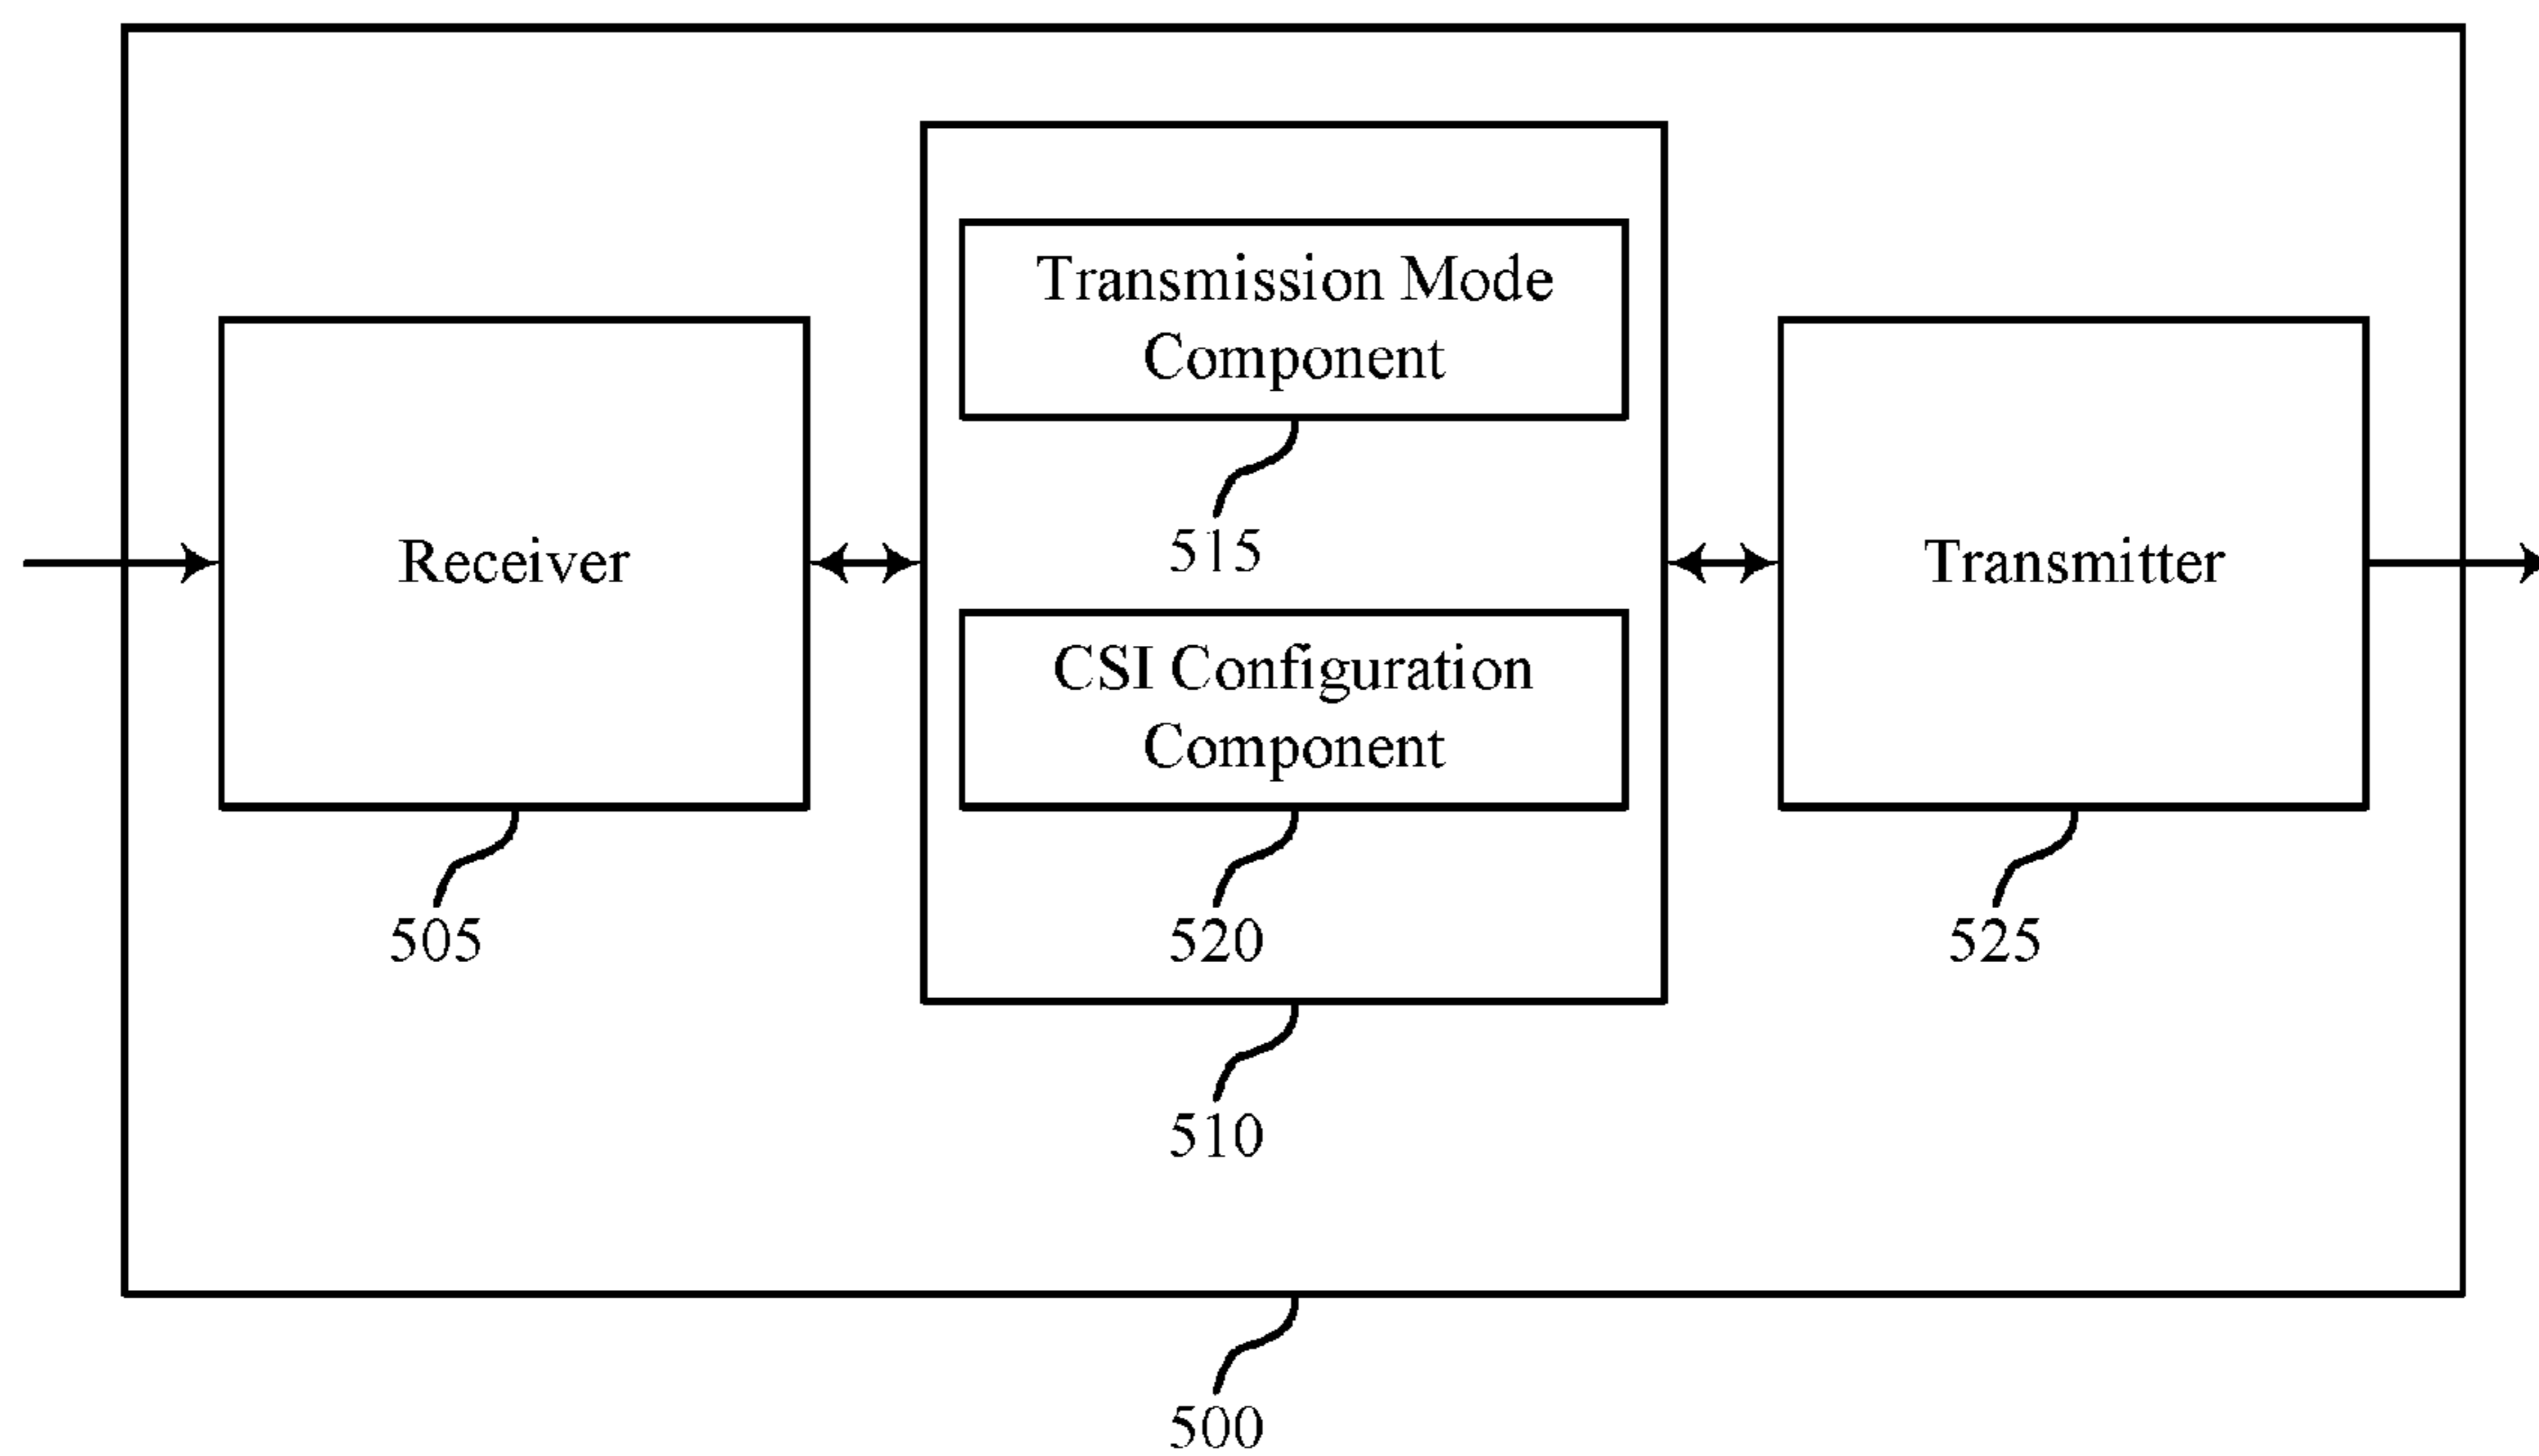 Transmission Mode
Component
515
Receiver
Transmitter
CSI Configuration
Component
505
520
525
510
500